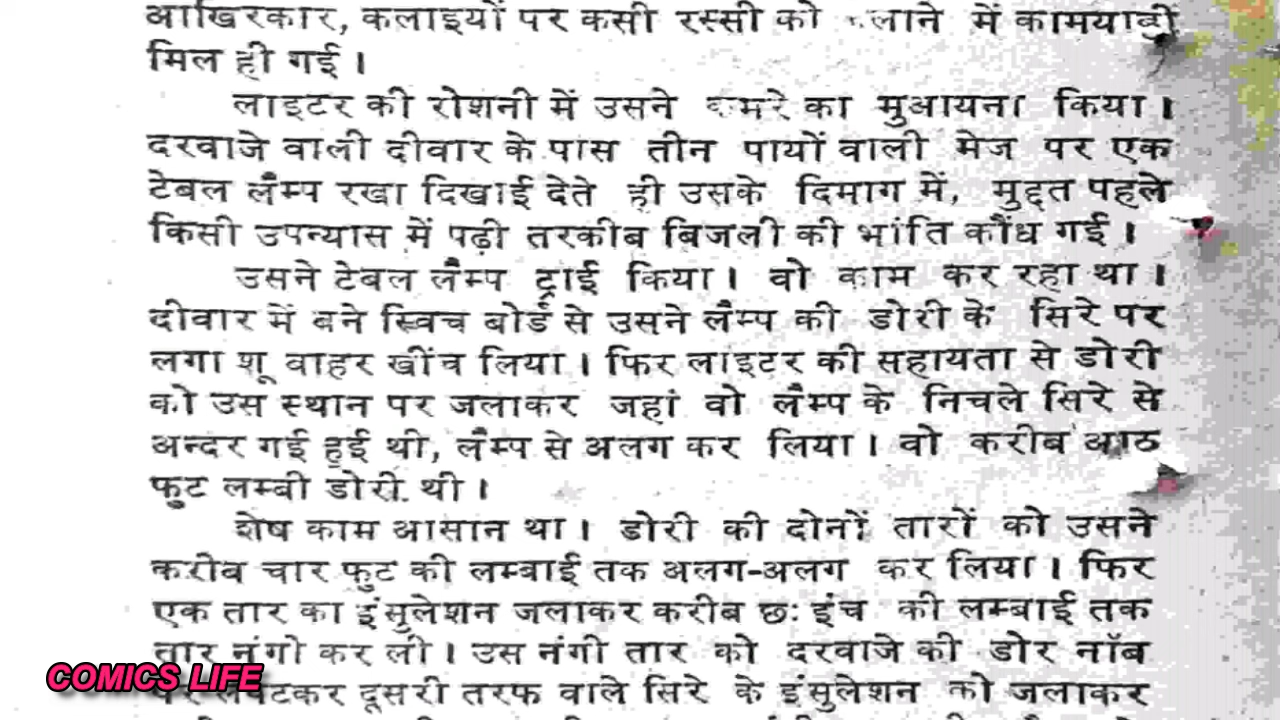 आखिरकार, कलाइयों पर कसी रस्सी को में कामयाबी
मिल ही गई।
लाइटर की रोशनी में उसने कमरे का मुआयना किया।
दरवाजे वाली दीवार के पास तीन पायों वाली मेज पर एक
टेबल लैम्प रखा दिखाई देते ही उसके दिमाग में, मुद्दत पहले
किसी उपन्यास में पढ़ी तरकीब बिजली की भांति कौंध गई।
उसने टेबल लैम्प ट्राई किया। वो काम कर रहा था।
दीवार में बने स्विच बोर्ड से उसने लैम्प की डोरी के सिरे पर
लगा शू बाहर खींच लिया। फिर लाइटर की सहायता से डोरी
को उस स्थान पर जलाकर जहां वो लैम्प के निचले सिरे से
अन्दर गई हुई थी, लैम्प से अलग कर लिया। वो करीब आठ
फुट लम्बी डोरी थी।
शेष काम आसान था। डोरी की दोनों तारों को उसने
करीब चार फुट की लम्बाई तक अलग-अलग कर लिया। फिर
एक तार का इंसुलेशन जलाकर करीब छः इंच की लम्बाई तक
तार नंगी कर ली। उस नंगी तार को दरवाजे की डोर नॉब
दूसरी तरफ वाले सिरे के इंसुलेशन को जलाकर
COMICS LIFE